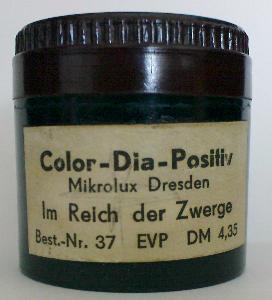 Color-Dia-Positiv
Mikrolux Dresden
Im Reich der Zwerge
Best.-Nr. 37 EVP DM 4,35